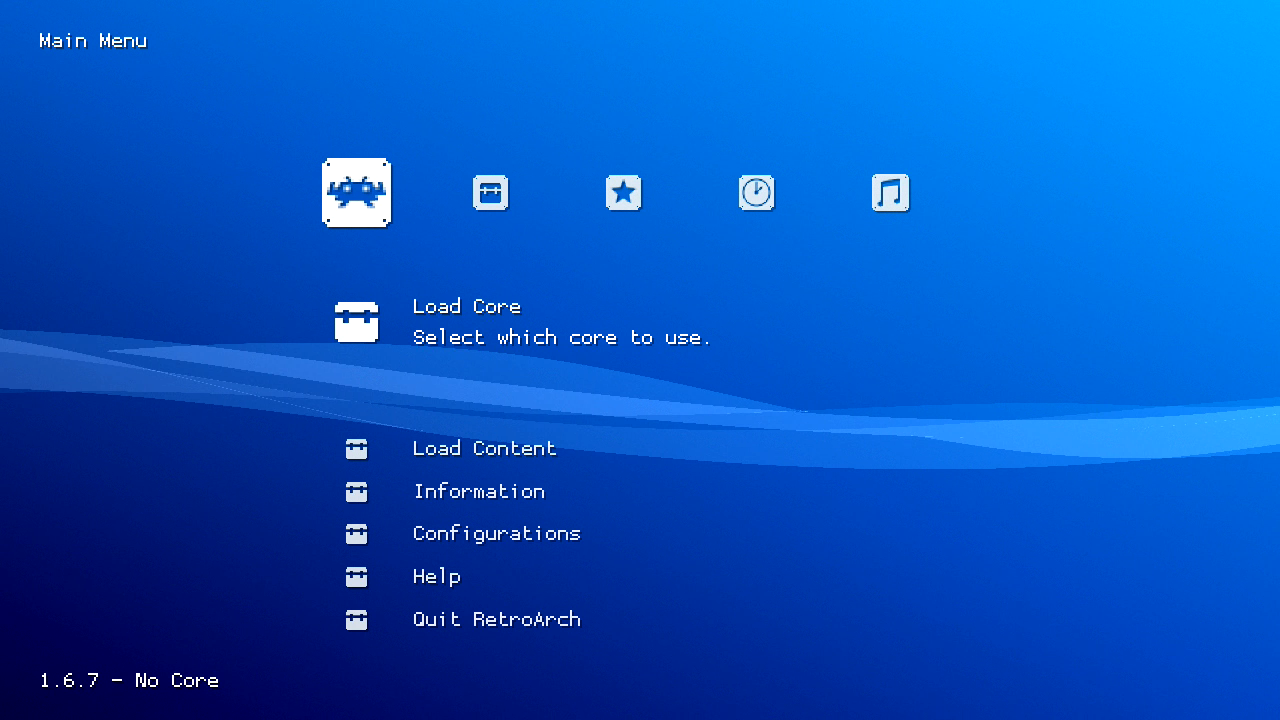 Main Menu
Load Core
Select which core to use.
Load Content
Information
Configurations
Help
Quit RetroArch
1.6.7 - No Core